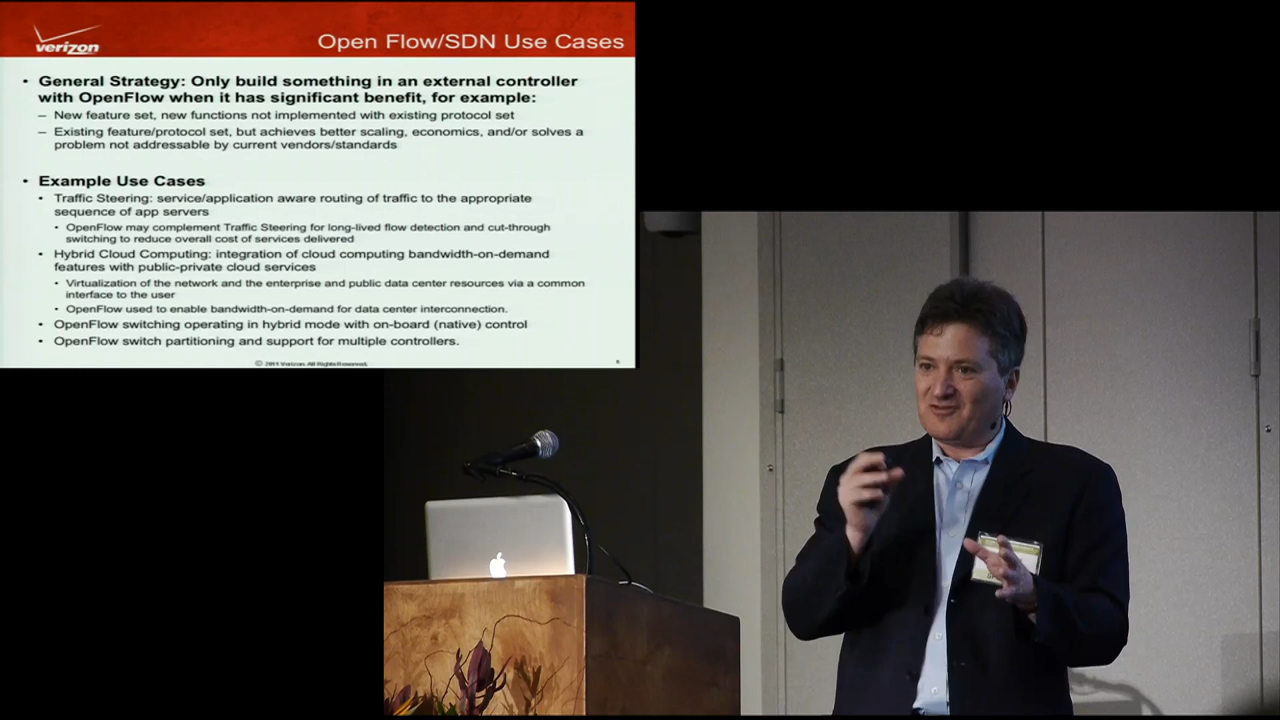 verizon
Open Flow/SDN Use Cases
• General Strategy: Only build something in an external controller
with OpenFlow when it has significant benefit, for example:
– New feature set, new functions not implemented with existing protocol set
– Existing feature/protocol set, but achieves better scaling, economics, and/or solves a
problem not addressable by current vendors/standards
• Example Use Cases
• Traffic Steering: service/application aware routing of traffic to the appropriate
sequence of app servers
• OpenFlow may complement Traffic Steering for long-lived flow detection and cut-through
switching to reduce overall cost of services delivered
• Hybrid Cloud Computing: integration of cloud computing bandwidth-on-demand
features with public-private cloud services
• Virtualization of the network and the enterprise and public data center resources via a common
interface to the user
• OpenFlow used to enable bandwidth-on-demand for data center interconnection.
• OpenFlow switching operating in hybrid mode with on-board (native) control
• OpenFlow switch partitioning and support for multiple controllers.
© 2011 Verizon. All Rights Reserved.